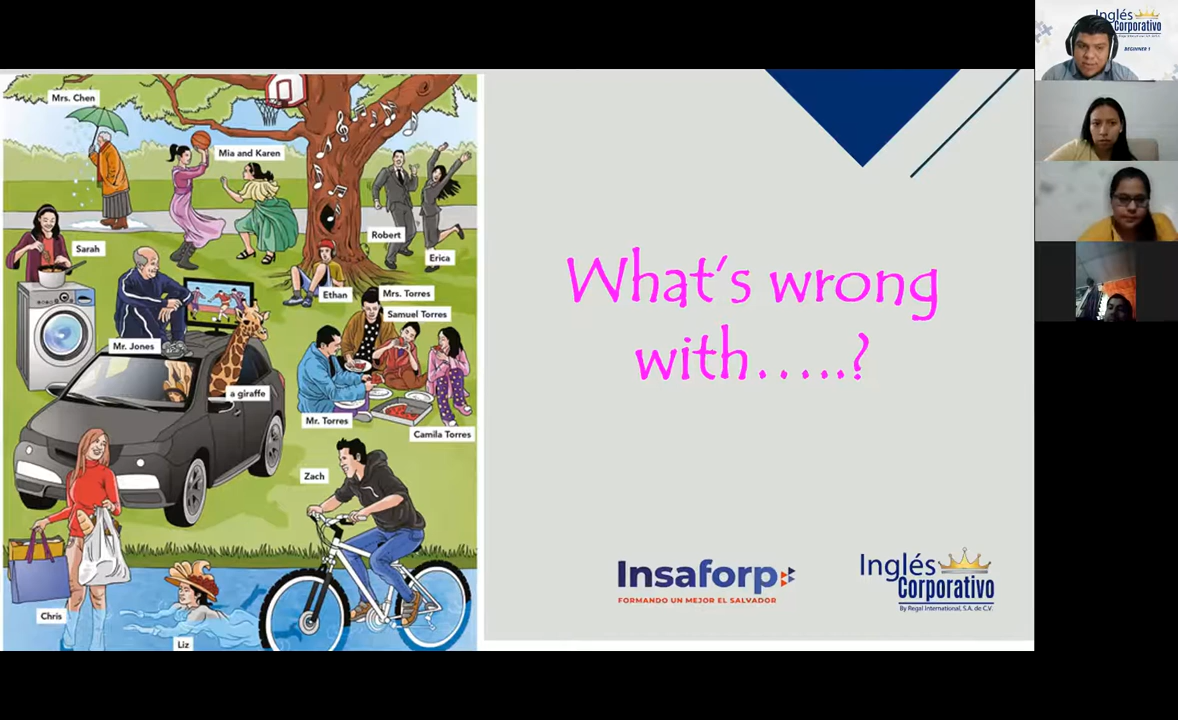 Mrs. Chen
Mia and Karen
Robert
Erica
Sarah
Ethan
Mrs. Torres
Samuel Torres
Mr. Jones
a giraffe
Mr. Torres
Camila Torres
Zach
Chris
Liz
What's wrong
with.....?
Insaforp
FORMANDO UN MEJOR EL SALVADOR
Inglés
Corporativo
By Regal International, S.A. de C.V.
Inglés
Corporativo
BEGINNER 1